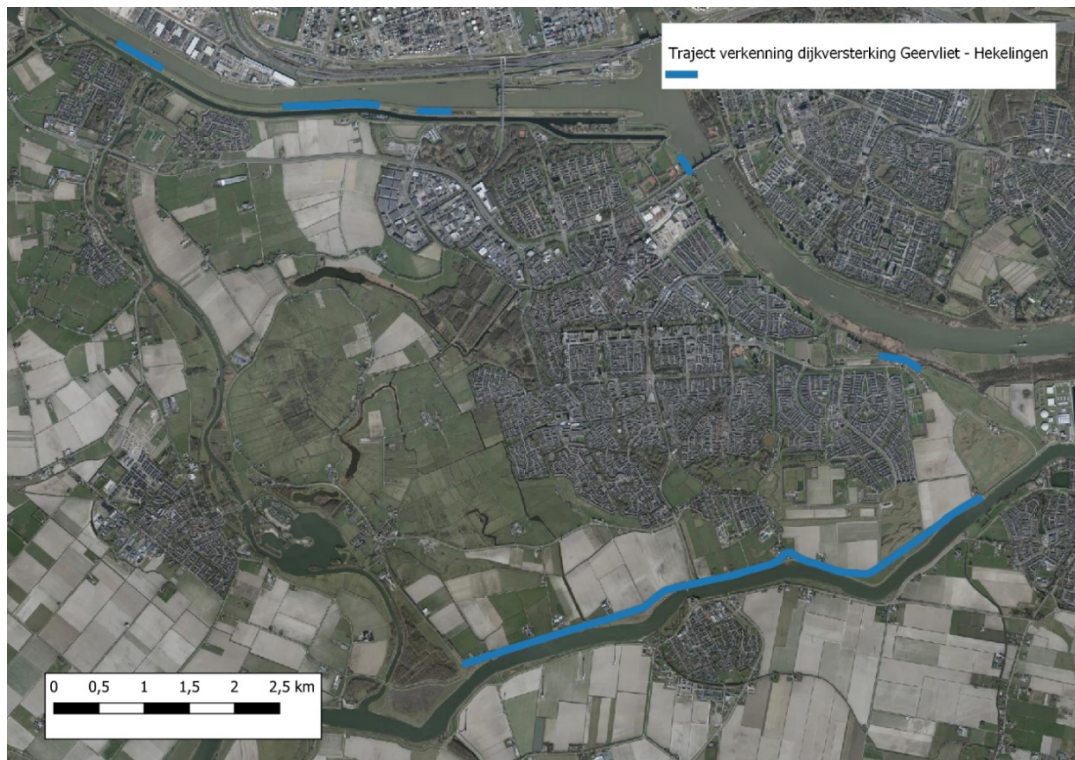 Traject verkenning dijkversterking Geervliet - Hekelingen
0 0,5 1 1,5 2 2,5 km